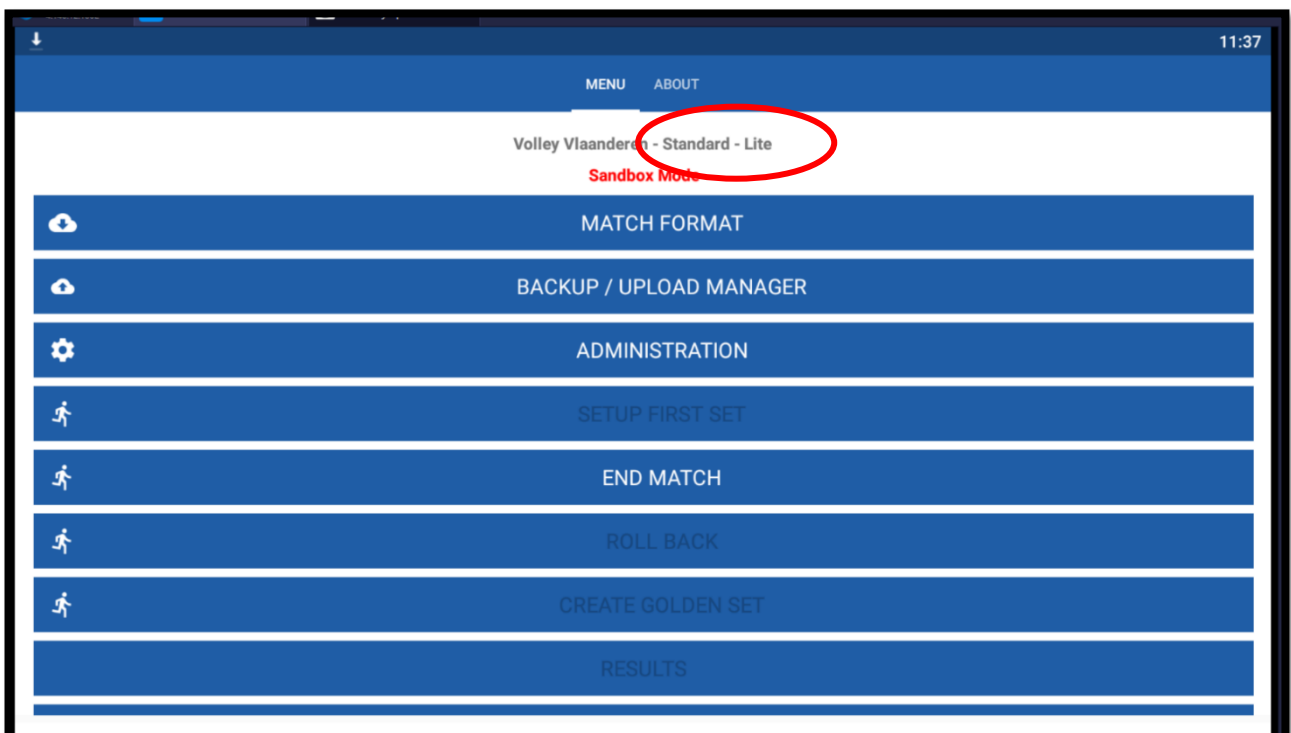 11:37
MENU ABOUT
Volley Vlaanderen - Standard - Lite
Sandbox Mode
MATCH FORMAT
BACKUP / UPLOAD MANAGER
ADMINISTRATION
SETUP FIRST SET
END MATCH
ROLL BACK
CREATE GOLDEN SET
RESULTS